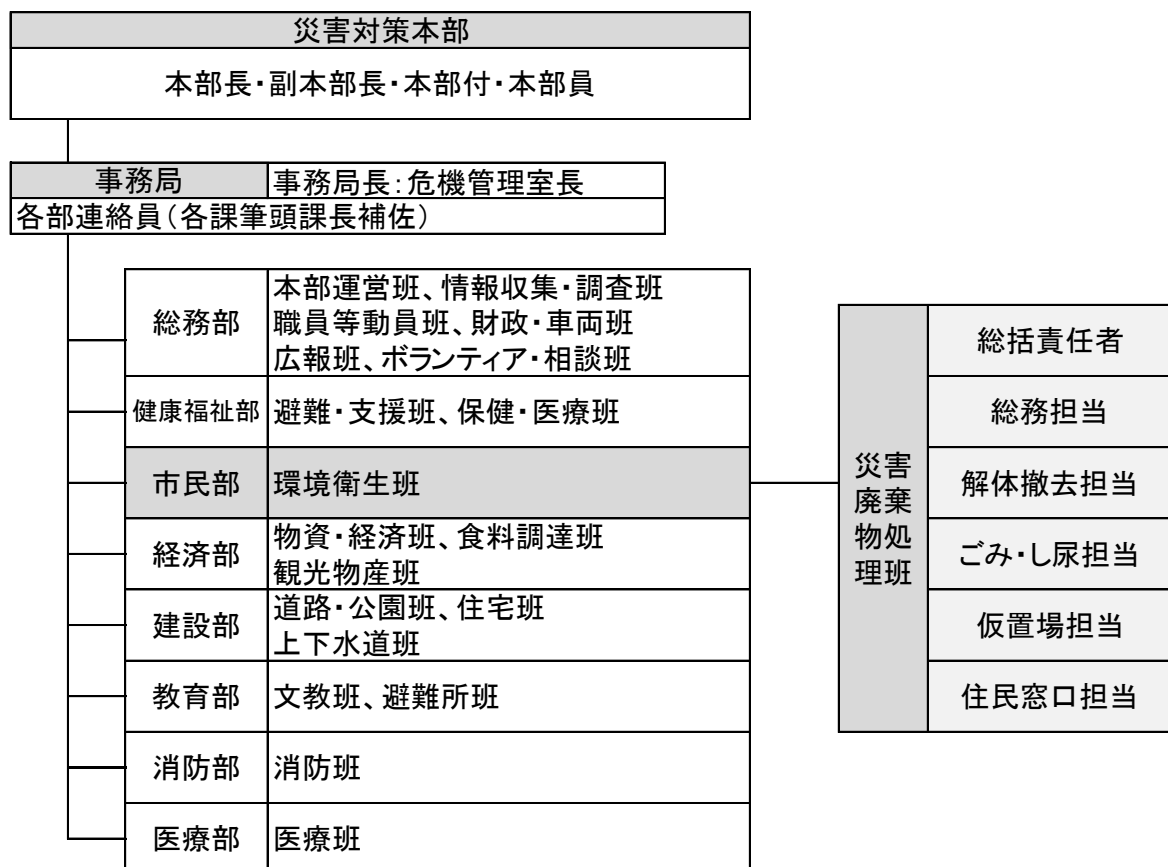 災害対策本部
本部長・副本部長・本部付・本部員
事務局
事務局長：危機管理室長
各部連絡員（各課筆頭課長補佐）
総務部
本部運営班、情報収集・調査班
職員等動員班、財政・車両班
広報班、ボランティア・相談班
健康福祉部
避難・支援班、保健・医療班
市民部
環境衛生班
経済部
物資・経済班、食料調達班
観光物産班
建設部
道路・公園班、住宅班
上下水道班
教育部
文教班、避難所班
消防部
消防班
医療部
医療班
災害
廃棄
物処
理班
総括責任者
総務担当
解体撤去担当
ごみ・し尿担当
仮置場担当
住民窓口担当